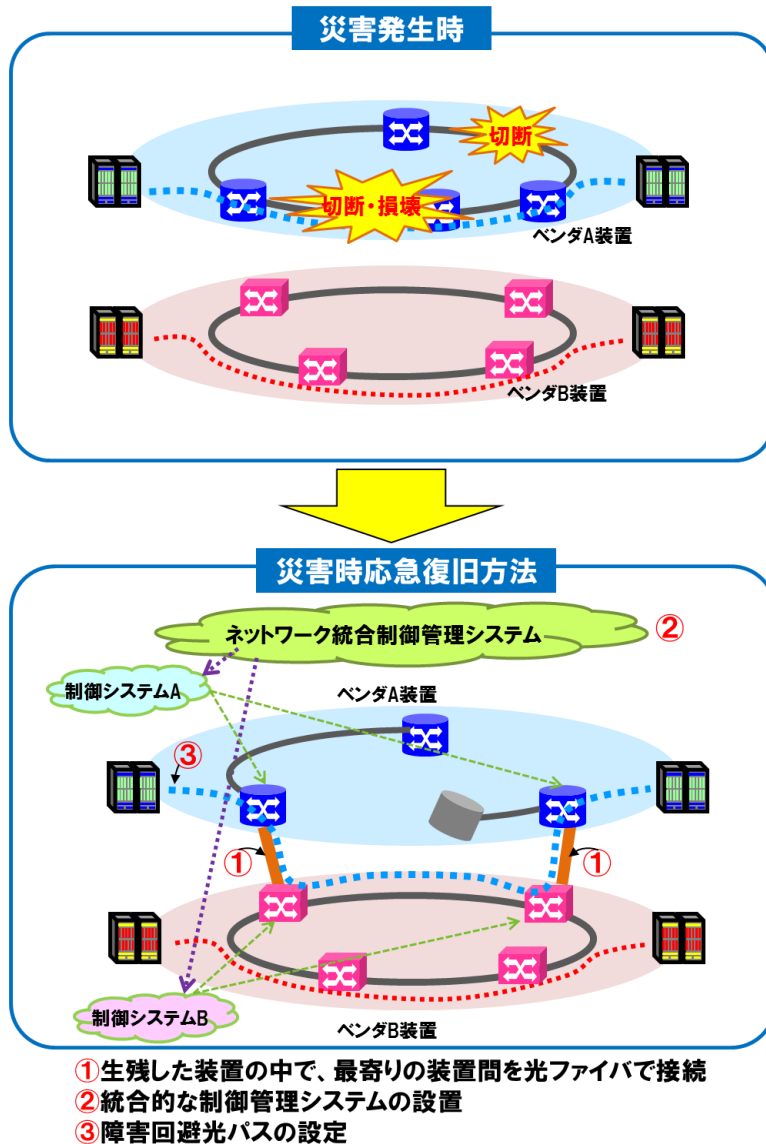 災害発生時
切断
切断・損壊
ベンダA装置
ベンダB装置
災害時応急復旧方法
ネットワーク統合制御管理システム
②
制御システムA
ベンダA装置
③
①
①
制御システムB
ベンダB装置
①生残した装置の中で、最寄りの装置間を光ファイバで接続
②統合的な制御管理システムの設置
③障害回避光パスの設定